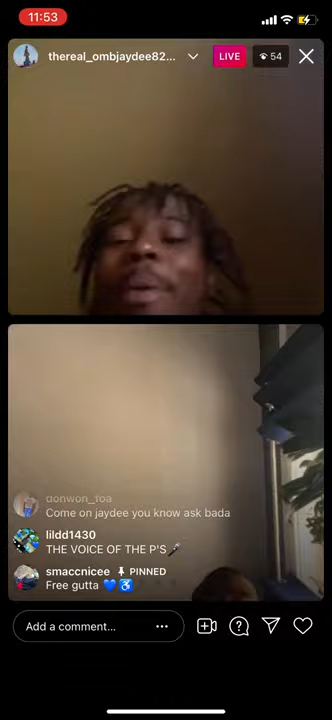 11:53
thereal_ombjaydee82...
LIVE
54
donwon_foa
Come on jaydee you know ask bada
lildd1430
THE VOICE OF THE P'S 🎤
smaccnicee PINNED
Free gutta 💙♿
Add a comment...